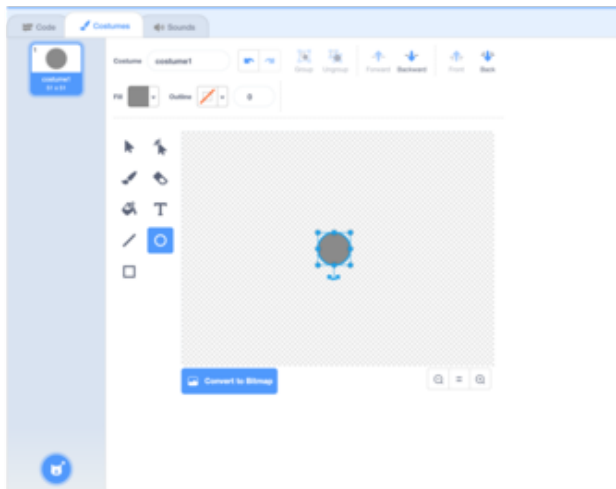 Code Costumes Sounds
1
costume1
Costume costume1
Group Ungroup Forward Backward Front Back
Fill Outline 0
T
Convert to Bitmap